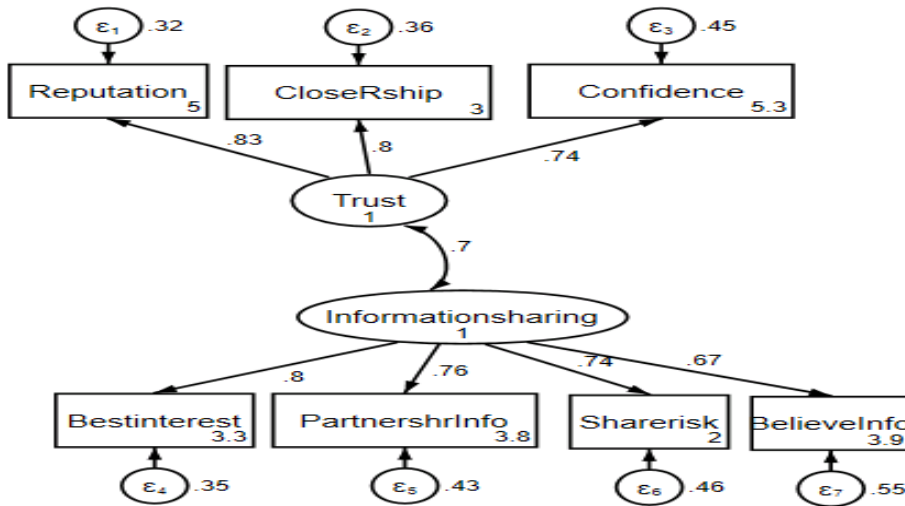 ε₁ .32 ε₂ .36 ε₃ .45
Reputation CloseRship Confidence
5 3 5.3
.83 .8 .74
Trust
1
.7
Informationsharing
1
.8 .76 .74 .67
Bestinterest PartnershrInfo Sharerisk BelieveInfo
3.3 3.8 2 3.9
ε₄ .35 ε₅ .43 ε₆ .46 ε₇ .55